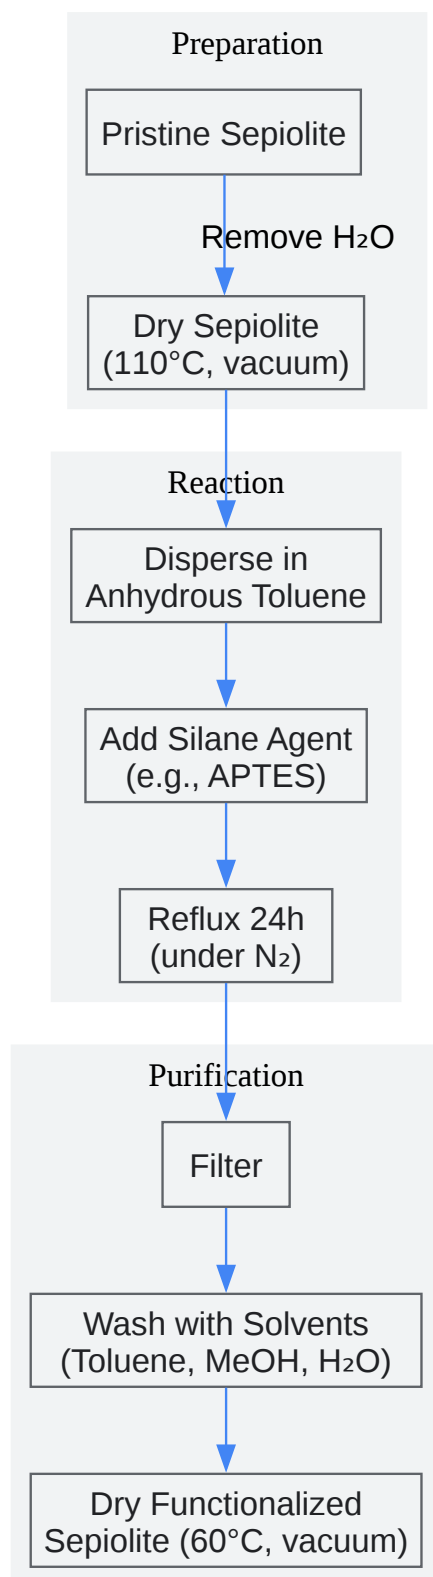 Preparation
Pristine Sepiolite
Remove H₂O
Dry Sepiolite
(110°C, vacuum)
Reaction
Disperse in
Anhydrous Toluene
Add Silane Agent
(e.g., APTES)
Reflux 24h
(under N₂)
Purification
Filter
Wash with Solvents
(Toluene, MeOH, H₂O)
Dry Functionalized
Sepiolite (60°C, vacuum)